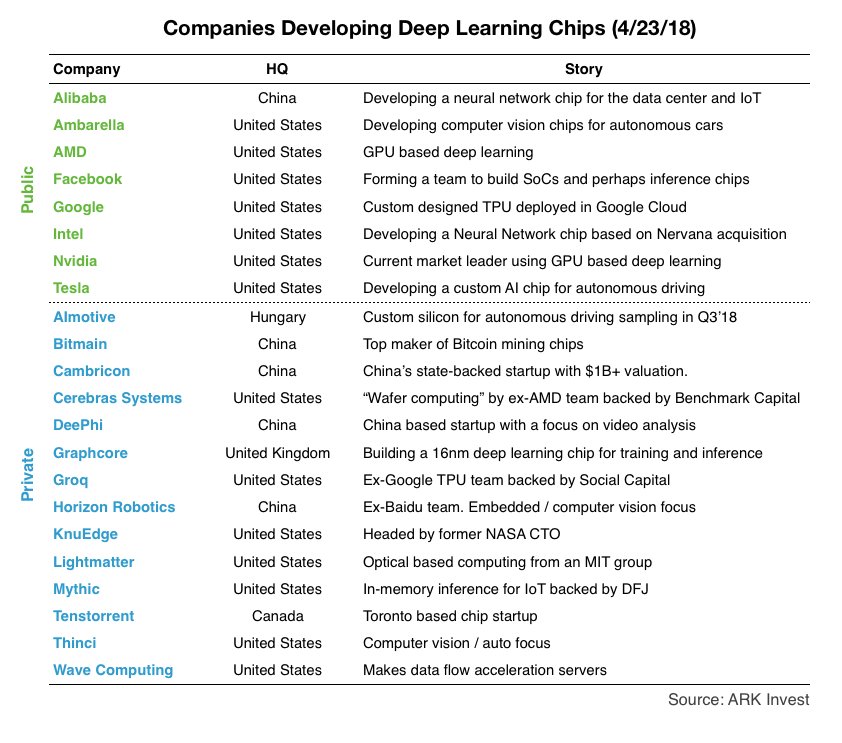 Companies Developing Deep Learning Chips (4/23/18)
Company HQ Story
Public
Alibaba China Developing a neural network chip for the data center and IoT
Ambarella United States Developing computer vision chips for autonomous cars
AMD United States GPU based deep learning
Facebook United States Forming a team to build SoCs and perhaps inference chips
Google United States Custom designed TPU deployed in Google Cloud
Intel United States Developing a Neural Network chip based on Nervana acquisition
Nvidia United States Current market leader using GPU based deep learning
Tesla United States Developing a custom AI chip for autonomous driving
Private
AImotive Hungary Custom silicon for autonomous driving sampling in Q3’18
Bitmain China Top maker of Bitcoin mining chips
Cambricon China China’s state-backed startup with $1B+ valuation.
Cerebras Systems United States “Wafer computing” by ex-AMD team backed by Benchmark Capital
DeePhi China China based startup with a focus on video analysis
Graphcore United Kingdom Building a 16nm deep learning chip for training and inference
Groq United States Ex-Google TPU team backed by Social Capital
Horizon Robotics China Ex-Baidu team. Embedded / computer vision focus
KnuEdge United States Headed by former NASA CTO
Lightmatter United States Optical based computing from an MIT group
Mythic United States In-memory inference for IoT backed by DFJ
Tenstorrent Canada Toronto based chip startup
Thinci United States Computer vision / auto focus
Wave Computing United States Makes data flow acceleration servers
Source: ARK Invest